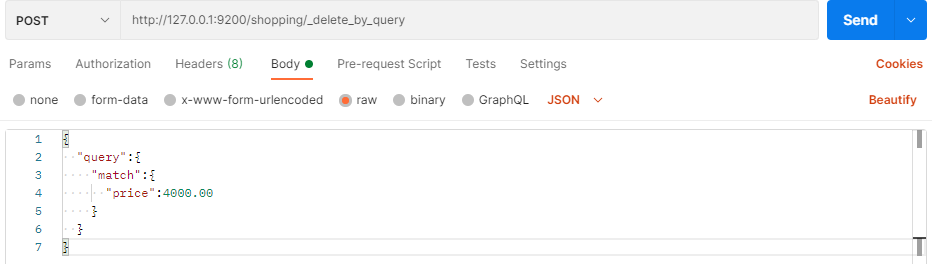 POST http://127.0.0.1:9200/shopping/_delete_by_query Send
Params Authorization Headers (8) Body Pre-request Script Tests Settings Cookies
none form-data x-www-form-urlencoded raw binary GraphQL JSON Beautify
1 {
2 "query":{
3 "match":{
4 "price":4000.00
5 }
6 }
7 }